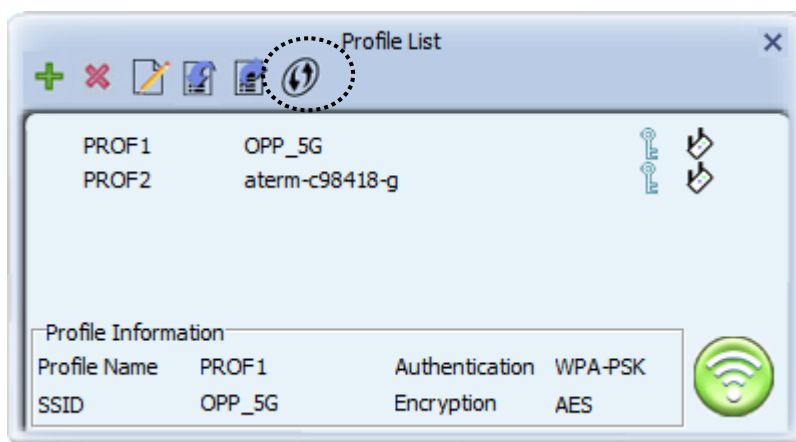 Profile List
PROF1 OPP_5G
PROF2 aterm-c98418-g
Profile Information
Profile Name PROF1 Authentication WPA-PSK
SSID OPP_5G Encryption AES